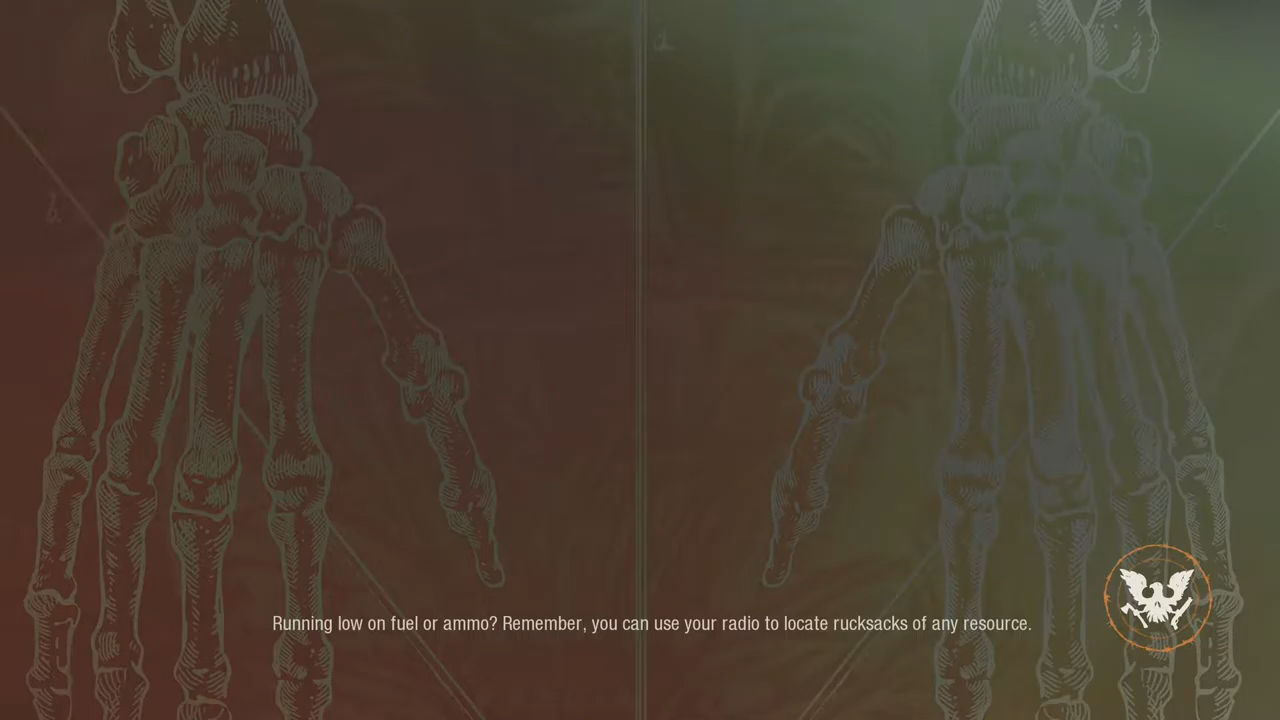 Running low on fuel or ammo? Remember, you can use your radio to locate rucksacks of any resource.